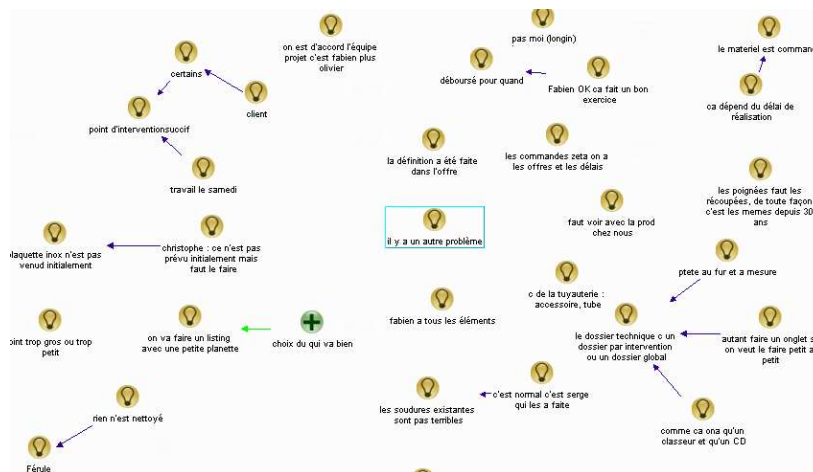 pas moi (longin)
on est d'accord l'équipe
projet c'est fabien plus
olivier
le materiel est comman
certains
déboursé pour quand
Fabien OK ca fait un bon
exercice
ca dépend du délai de
réalisation
client
point d'interventionsuccif
la définition a été faite
dans l'offre
les commandes zeta on a
les offres et les délais
travail le samedi
les poignées faut les
récoupées, de toute façon
c'est les memes depuis 30
ans
faut voir avec la prod
chez nous
il y a un autre problème
plaquette inox n'est pas
venud initialement
christophe : ce n'est pas
prévu initialement mais
faut le faire
ptete au fur et a mesure
c de la tuyauterie :
accessoire, tube
fabien a tous les éléments
oint trop gros ou trop
petit
on va faire un listing
avec une petite planette
choix du qui va bien
le dossier technique c un
dossier par intervention
ou un dossier global
autant faire un onglet s
on veut le faire petit a
petit
les soudures existantes
sont pas terribles
c'est normal c'est serge
qui les a faite
comme ca ona qu'un
classeur et qu'un CD
rien n'est nettoyé
Férule